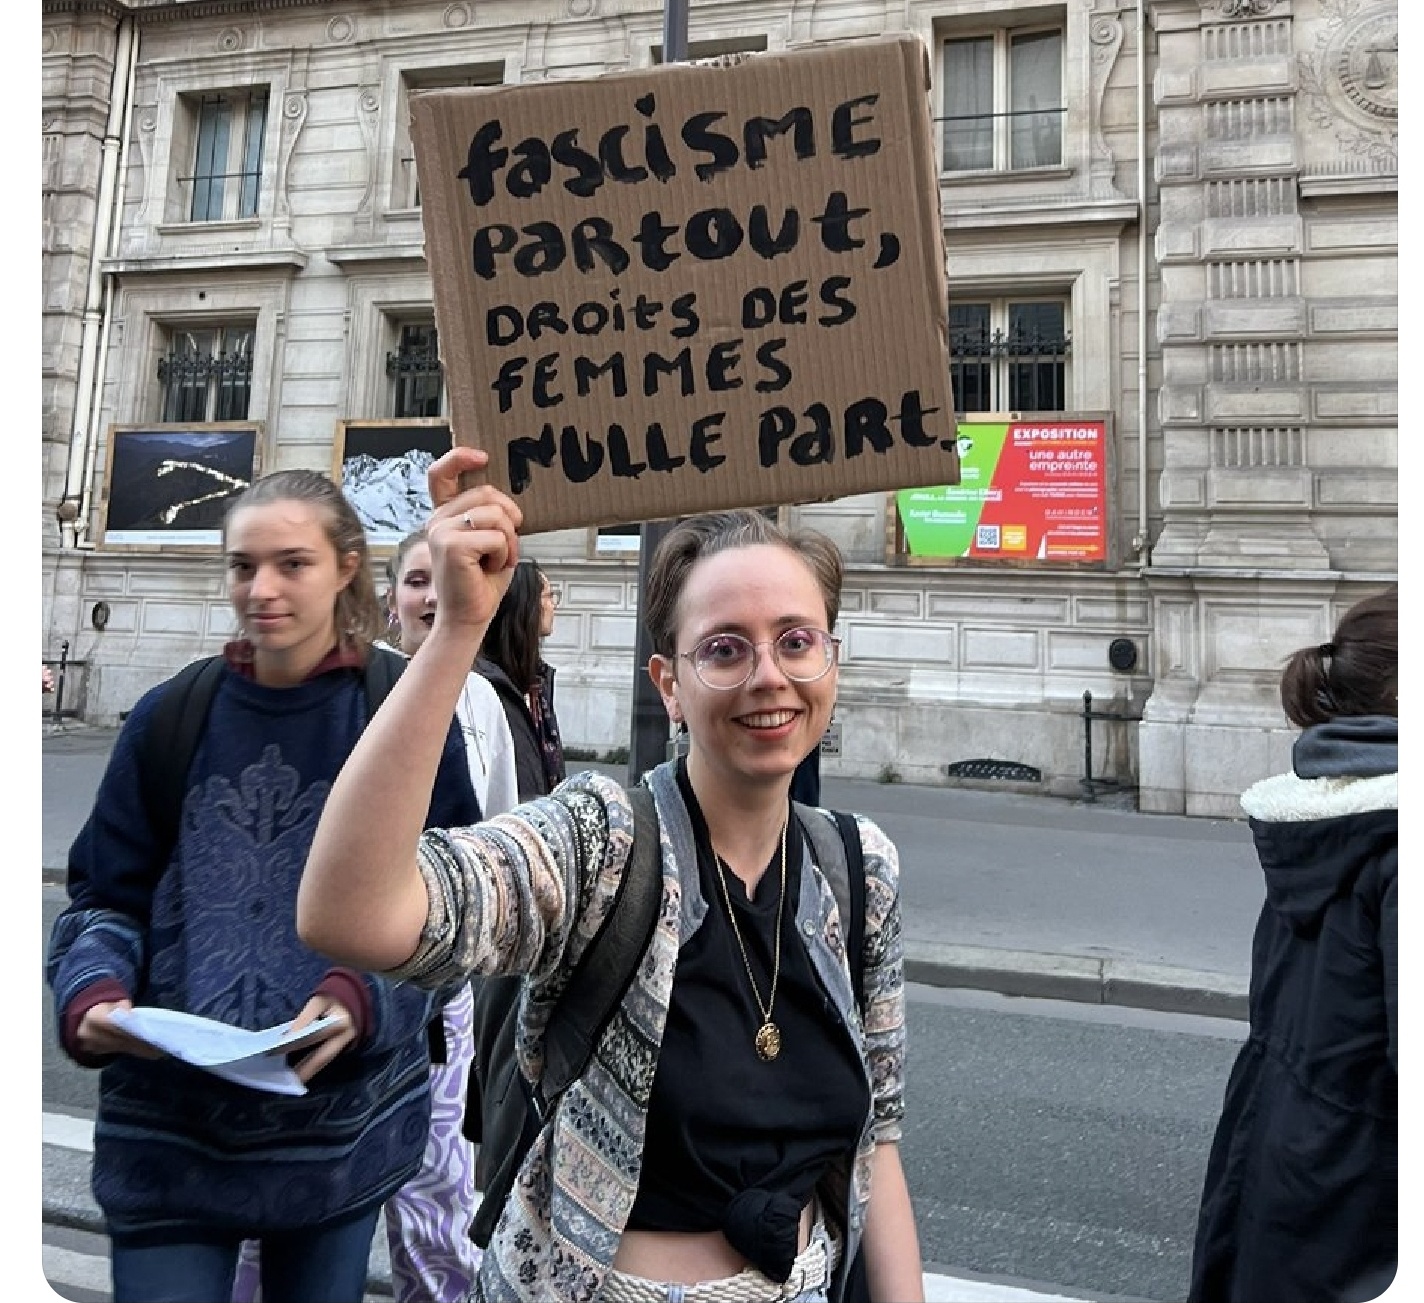 fascisME
PARtOUt,
DROits DES
fEMMES
NULLE PARt.
EXPOSITION
une autre
empreinte